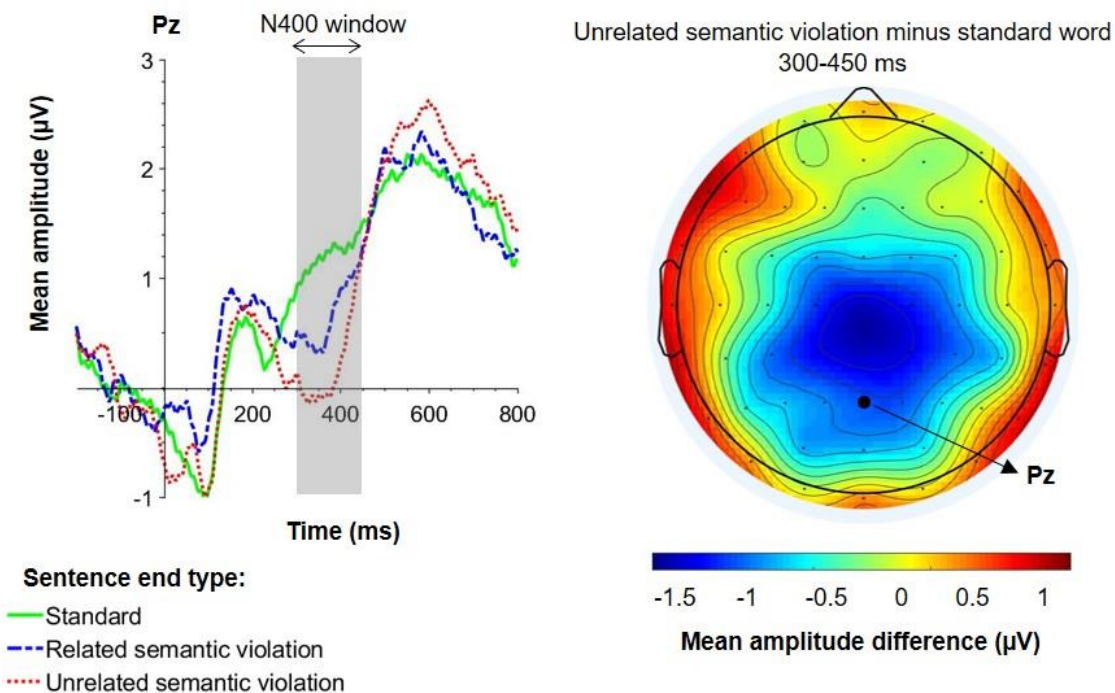 Pz
N400 window
3
2
1
-1
Mean amplitude (µV)
-100
200
400
600
800
Time (ms)
Sentence end type:
Standard
Related semantic violation
Unrelated semantic violation
Unrelated semantic violation minus standard word
300-450 ms
Pz
-1.5 -1 -0.5 0 0.5 1
Mean amplitude difference (µV)